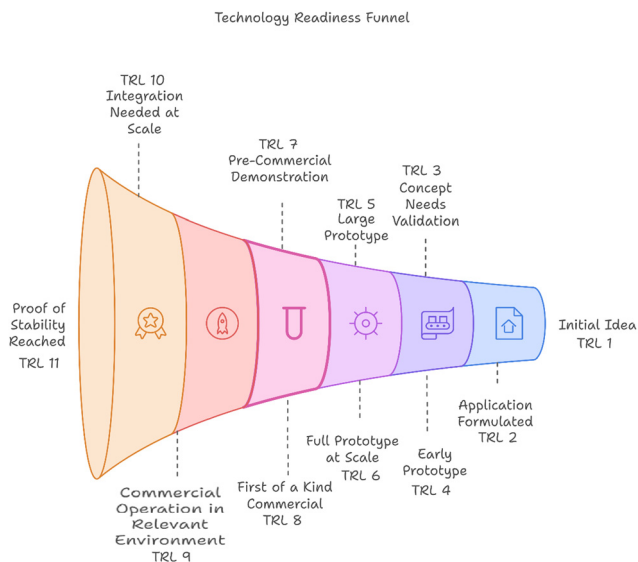 Technology Readiness Funnel
TRL 10
Integration
Needed at
Scale
TRL 7
Pre-Commercial
Demonstration
TRL 5
Large
Prototype
TRL 3
Concept
Needs
Validation
Proof of
Stability
Reached
TRL 11
Initial Idea
TRL 1
Commercial
Operation in
Relevant
Environment
TRL 9
First of a Kind
Commercial
TRL 8
Full Prototype
at Scale
TRL 6
Early
Prototype
TRL 4
Application
Formulated
TRL 2